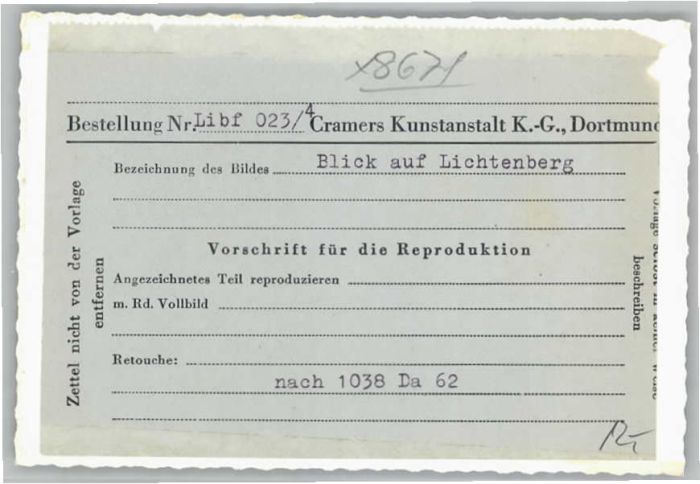 x8671
Bestellung Nr. Libf 023/4 Cramers Kunstanstalt K.-G., Dortmund
Bezeichnung des Bildes Blick auf Lichtenberg
Vorschrift für die Reproduktion
Angezeichnetes Teil reproduzieren
m. Rd. Vollbild
Retouche:
nach 1038 Da 62
Zettel nicht von der Vorlage
entfernen
beschreiben